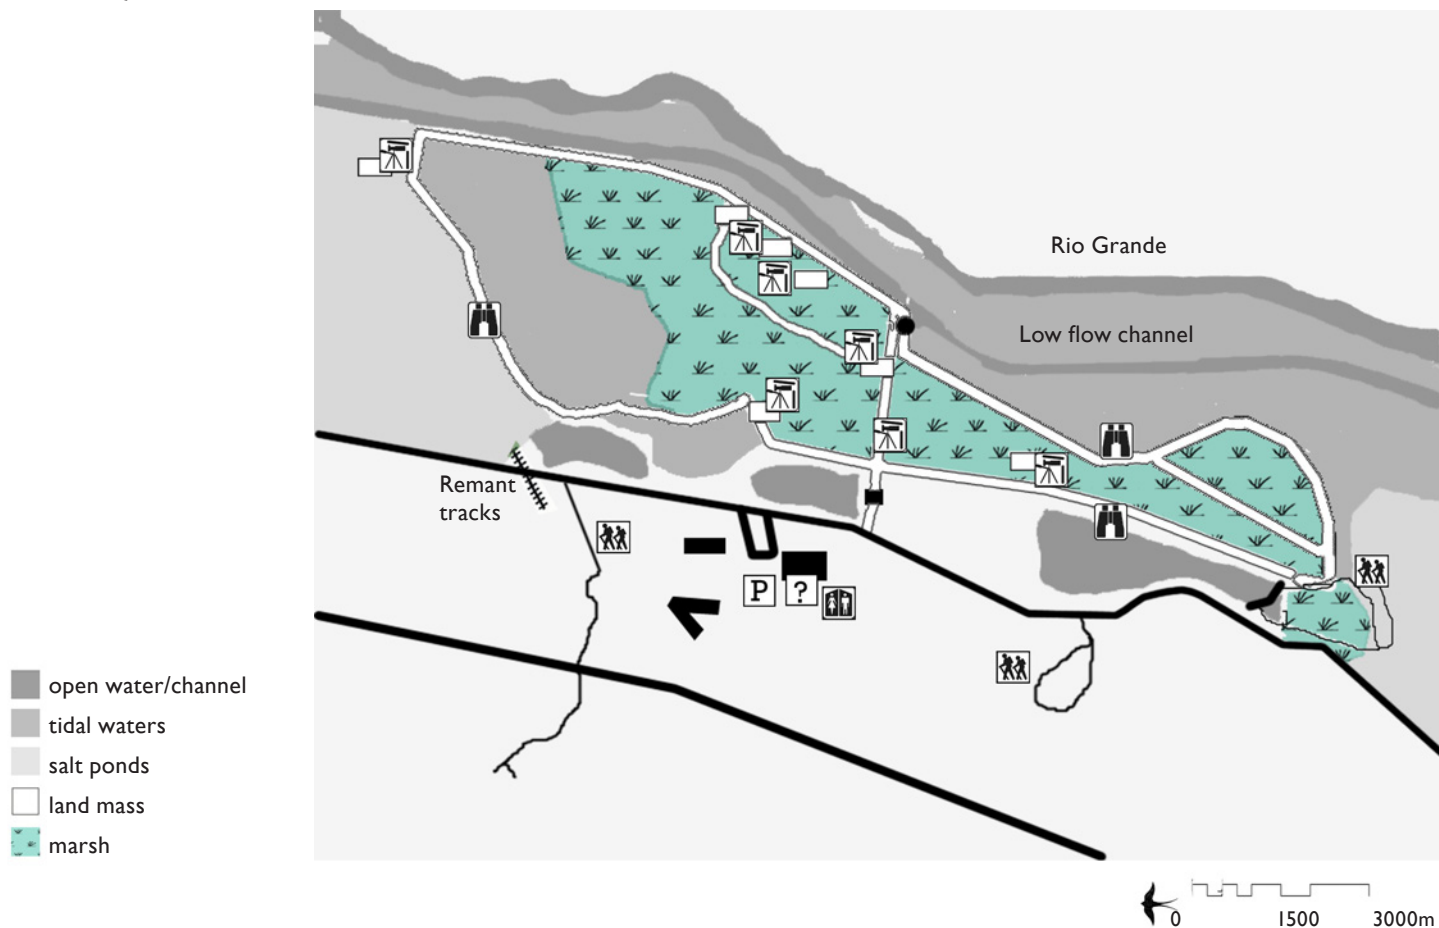 Rio Grande
Low flow channel
Remant
tracks
P
?
open water/channel
tidal waters
salt ponds
land mass
marsh
0 1500 3000m